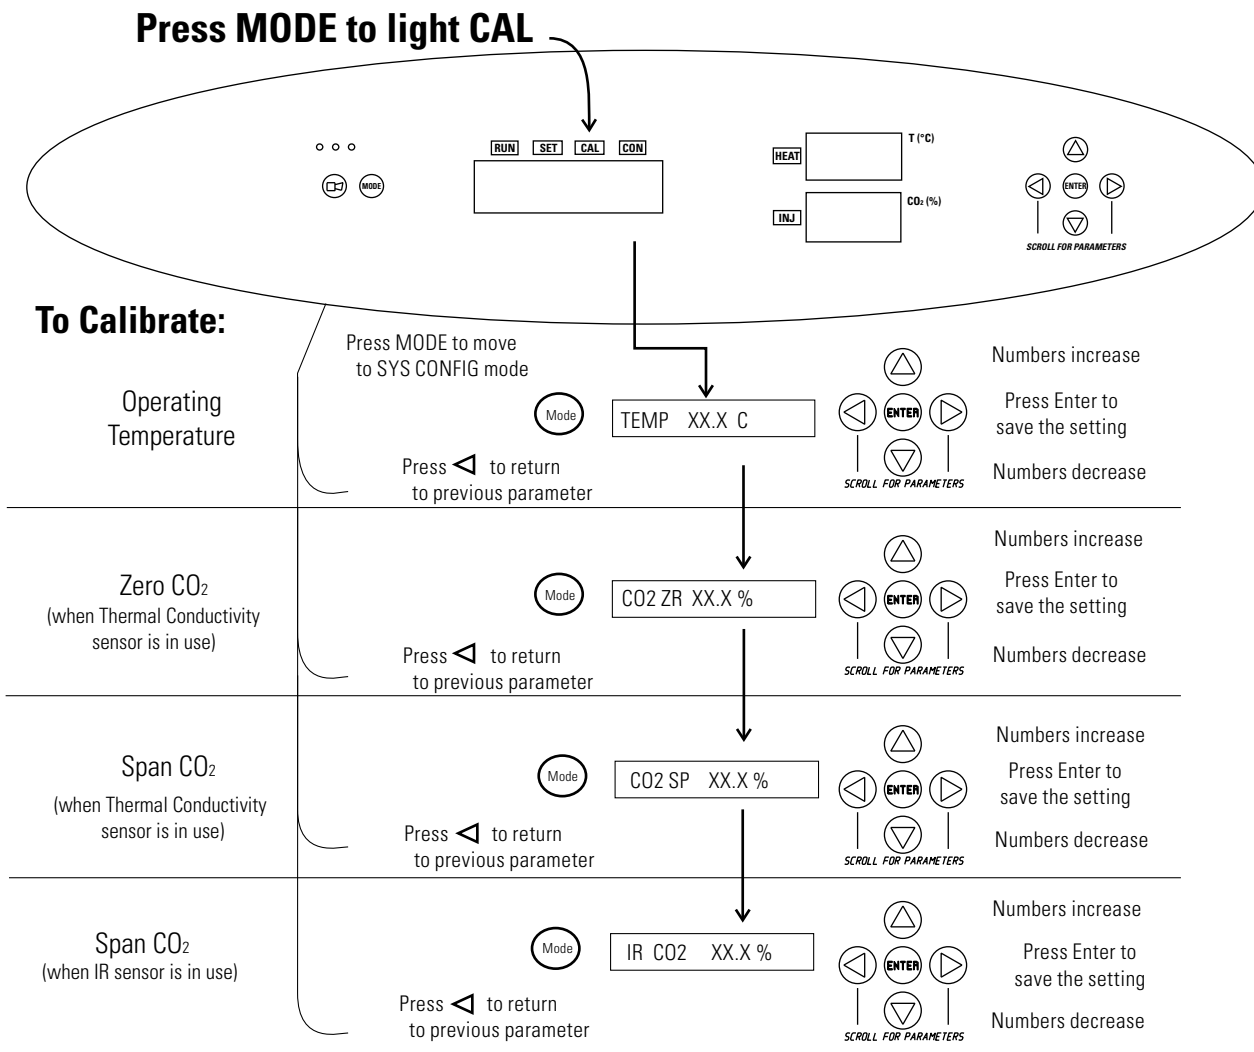 Press MODE to light CAL
RUN SET CAL CON
MODE
HEAT
T (°C)
INJ
CO2 (%)
ENTER
SCROLL FOR PARAMETERS
To Calibrate:
Press MODE to move
to SYS CONFIG mode
Operating
Temperature
Mode
TEMP XX.X C
ENTER
SCROLL FOR PARAMETERS
Numbers increase
Press Enter to
save the setting
Numbers decrease
Press to return
to previous parameter
Zero CO2
(when Thermal Conductivity
sensor is in use)
Mode
CO2 ZR XX.X %
ENTER
SCROLL FOR PARAMETERS
Numbers increase
Press Enter to
save the setting
Numbers decrease
Press to return
to previous parameter
Span CO2
(when Thermal Conductivity
sensor is in use)
Mode
CO2 SP XX.X %
ENTER
SCROLL FOR PARAMETERS
Numbers increase
Press Enter to
save the setting
Numbers decrease
Press to return
to previous parameter
Span CO2
(when IR sensor is in use)
Mode
IR CO2 XX.X %
ENTER
SCROLL FOR PARAMETERS
Numbers increase
Press Enter to
save the setting
Numbers decrease
Press to return
to previous parameter